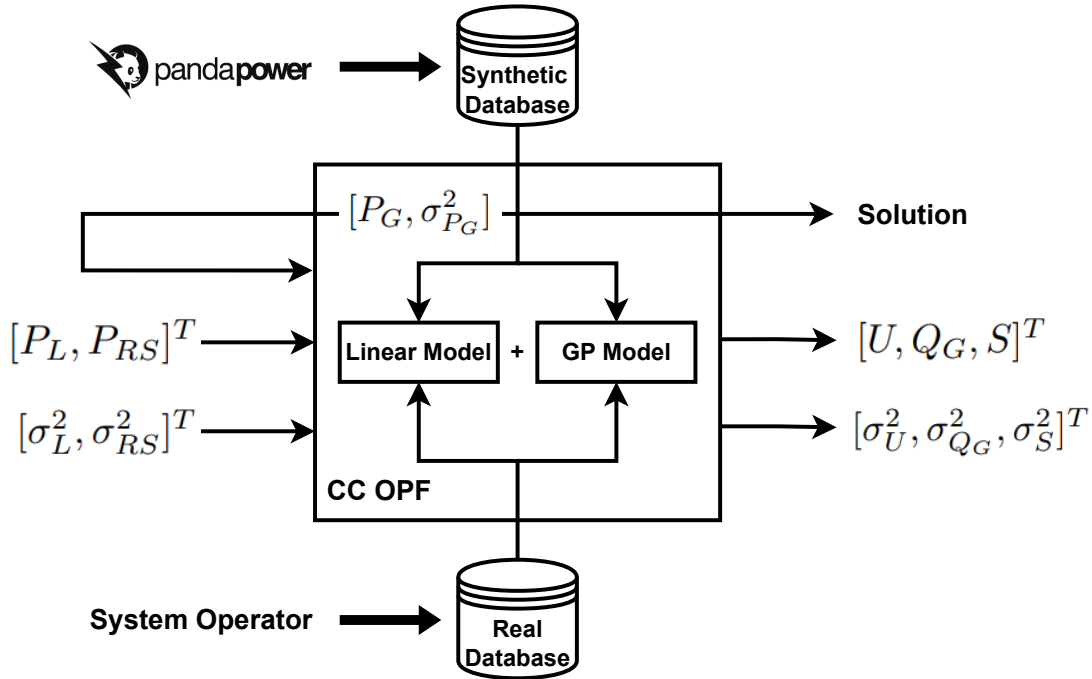 pandapower
Synthetic
Database
[P_G, σ²_{P_G}]
Solution
[P_L, P_{RS}]^T
Linear Model
+
GP Model
[U, Q_G, S]^T
[σ²_L, σ²_{RS}]^T
[σ²_U, σ²_{Q_G}, σ²_S]^T
CC OPF
System Operator
Real
Database